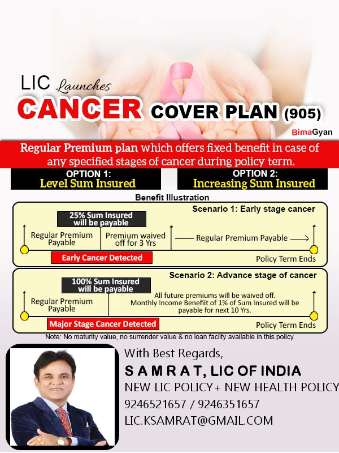 LIC Launches
CANCER COVER PLAN (905)
BimaGyan
Regular Premium plan which offers fixed benefit in case of
any specified stages of cancer during policy term.
OPTION 1:
Level Sum Insured
OPTION 2:
Increasing Sum Insured
Benefit Illustration
Scenario 1: Early stage cancer
25% Sum Insured
will be payable
Regular Premium
Payable
Premium waived
off for 3 Yrs
Regular Premium Payable
Early Cancer Detected
Policy Term Ends
Scenario 2: Advance stage of cancer
100% Sum Insured
will be payable
Regular Premium
Payable
All future premiums will be waived off.
Monthly Income Benefiit of 1% of Sum Insured will be
payable for next 10 Yrs.
Major Stage Cancer Detected
Policy Term Ends
Note: No maturity value, no surrender value & no loan facility available in this policy
With Best Regards,
SAMRAT, LIC OF INDIA
NEW LIC POLICY+ NEW HEALTH POLICY
9246521657 / 9246351657
LIC.KSAMRAT@GMAIL.COM